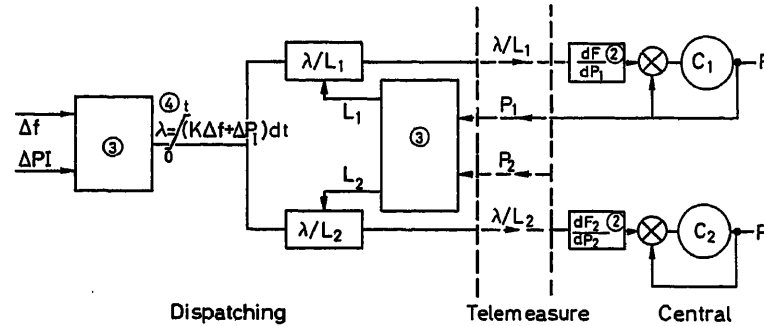 Δf
ΔPI
③
④
λ=∫(KΔf+ΔP_I)dt
t
0
λ/L₁
λ/L₂
L₁
L₂
③
λ/L₁
P₁
P₂
λ/L₂
dF ②
dP₁
C₁
P
dF₂ ②
dP₂
C₂
P
Dispatching
Telemeasure
Central